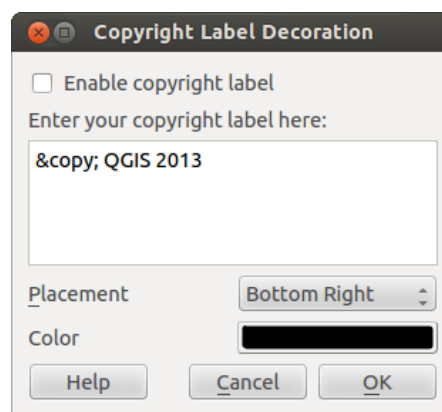 Copyright Label Decoration
Enable copyright label
Enter your copyright label here:
&copy; QGIS 2013
Placement Bottom Right
Color
Help Cancel OK